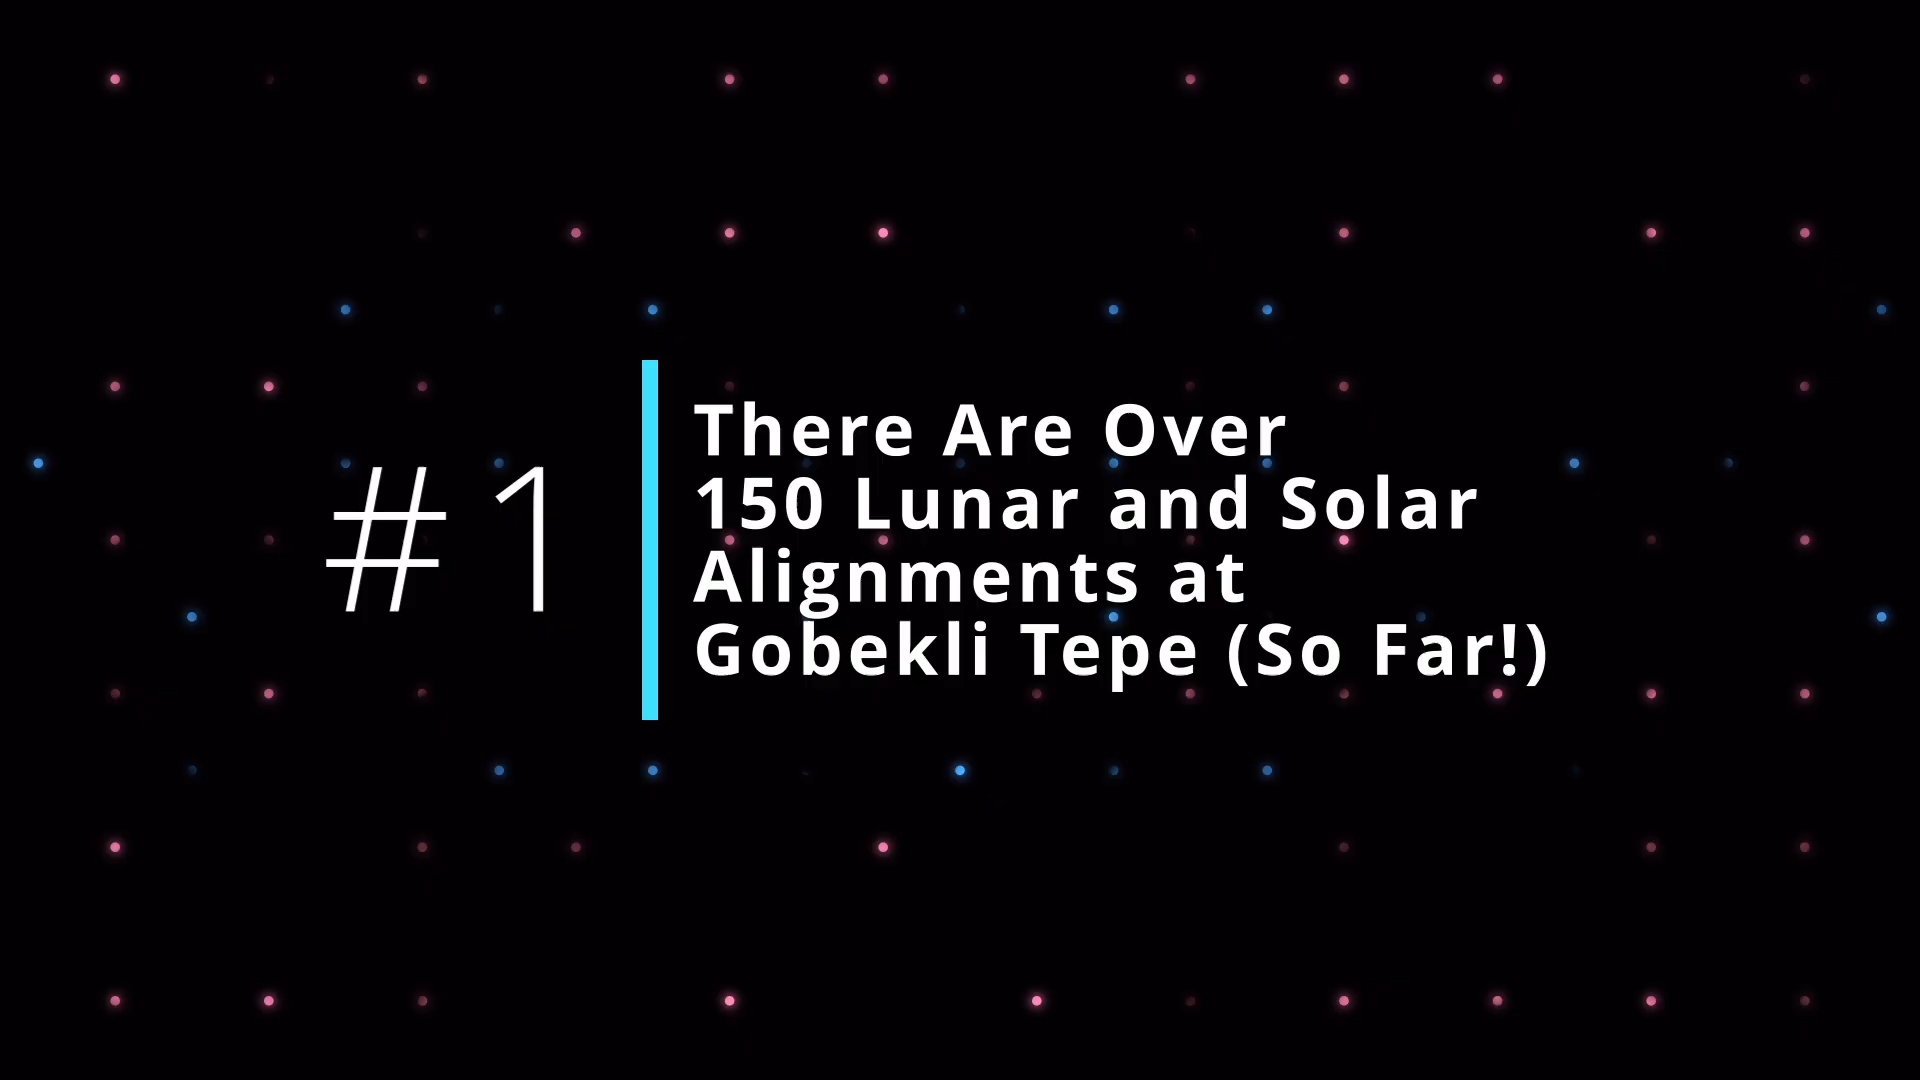 #1
There Are Over
150 Lunar and Solar
Alignments at
Gobekli Tepe (So Far!)